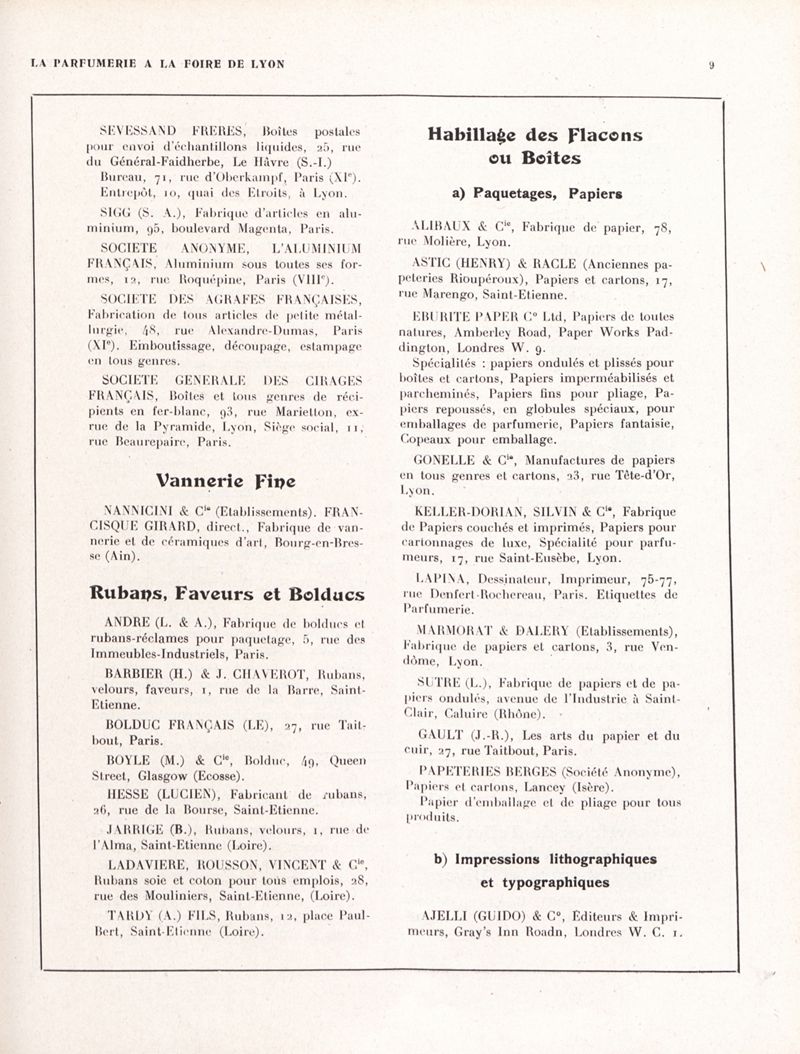 LA PARFUMERIE A LA FOIRE DE LYON
9
SEVESSAND FRERES, Boîtes postales
pour envoi d'échantillons liquides, 25, rue
du Général-Faidherbe, Le Hâvre (S.-I.)
Bureau, 71, rue d'Oberkampf, Paris (XIe).
Entrepôt, 10, quai des Etroits, à Lyon.
SIGG (S. A.), Fabrique d'articles en alu-
minium, 95, boulevard Magenta, Paris.
SOCIETE ANONYME, L'ALUMINIUM
FRANÇAIS, Aluminium sous toutes ses for-
mes, 12, rue Roquépine, Paris (VIIIe).
SOCIETE DES AGRAFES FRANÇAISES,
Fabrication de tous articles de petite métal-
lurgie, 48, rue Alexandre-Dumas, Paris
(XIe). Emboutissage, découpage, estampage
en tous genres.
SOCIETE GENERALE DES CIRAGES
FRANÇAIS, Boîtes et tous genres de réci-
pients en fer-blanc, 93, rue Marietton, ex-
rue de la Pyramide, Lyon, Siège social, 11,
rue Beaurepaire, Paris.
Vannerie Fine
NANNICINI & Cie (Etablissements). FRAN-
CISQUE GIRARD, direct., Fabrique de van-
nerie et de céramiques d'art, Bourg-en-Bres-
se (Ain).
Rubans, Faveurs et Bolducs
ANDRE (L. & A.), Fabrique de bolducs et
rubans-réclames pour paquetage, 5, rue des
Immeubles-Industriels, Paris.
BARBIER (H.) & J. CHAVEROT, Rubans,
velours, faveurs, 1, rue de la Barre, Saint-
Etienne.
BOLDUC FRANÇAIS (LE), 27, rue Tait-
bout, Paris.
BOYLE (M.) & Cie, Bolduc, 49, Queen
Street, Glasgow (Ecosse).
HESSE (LUCIEN), Fabricant de rubans,
26, rue de la Bourse, Saint-Etienne.
JARRIGE (B.), Rubans, velours, 1, rue de
l'Alma, Saint-Etienne (Loire).
LADAVIERE, ROUSSON, VINCENT & Cie,
Rubans soie et coton pour tous emplois, 28,
rue des Mouliniers, Saint-Etienne, (Loire).
TARDY (A.) FILS, Rubans, 12, place Paul-
Bert, Saint-Etienne (Loire).
Habillage des Flacons
ou Boîtes
a) Paquetages, Papiers
ALIBAUX & Cie, Fabrique de papier, 78,
rue Molière, Lyon.
ASTIC (HENRY) & RACLE (Anciennes pa-
peteries Rioupéroux), Papiers et cartons, 17,
rue Marengo, Saint-Etienne.
EBURITE PAPER Co Ltd, Papiers de toutes
natures, Amberley Road, Paper Works Pad-
dington, Londres W. 9.
Spécialités : papiers ondulés et plissés pour
boîtes et cartons, Papiers imperméabilisés et
parcheminés, Papiers fins pour pliage, Pa-
piers repoussés, en globules spéciaux, pour
emballages de parfumerie, Papiers fantaisie,
Copeaux pour emballage.
GONELLE & Cie, Manufactures de papiers
en tous genres et cartons, 23, rue Tête-d'Or,
Lyon.
KELLER-DORIAN, SILVIN & Cie, Fabrique
de Papiers couchés et imprimés, Papiers pour
cartonnages de luxe, Spécialité pour parfu-
meurs, 17, rue Saint-Eusèbe, Lyon.
LAPINA, Dessinateur, Imprimeur, 75-77,
rue Denfert-Rochereau, Paris. Etiquettes de
Parfumerie.
MARMORAT & DALERY (Etablissements),
Fabrique de papiers et cartons, 3, rue Ven-
dôme, Lyon.
SUTRE (L.), Fabrique de papiers et de pa-
piers ondulés, avenue de l'Industrie à Saint-
Clair, Caluire (Rhône).
GAULT (J.-R.), Les arts du papier et du
cuir, 27, rue Taitbout, Paris.
PAPETERIES BERGES (Société Anonyme),
Papiers et cartons, Lancey (Isère).
Papier d'emballage et de pliage pour tous
produits.
b) Impressions lithographiques
et typographiques
AJELLI (GUIDO) & Co, Editeurs & Impri-
meurs, Gray's Inn Roadn, Londres W. C. 1.